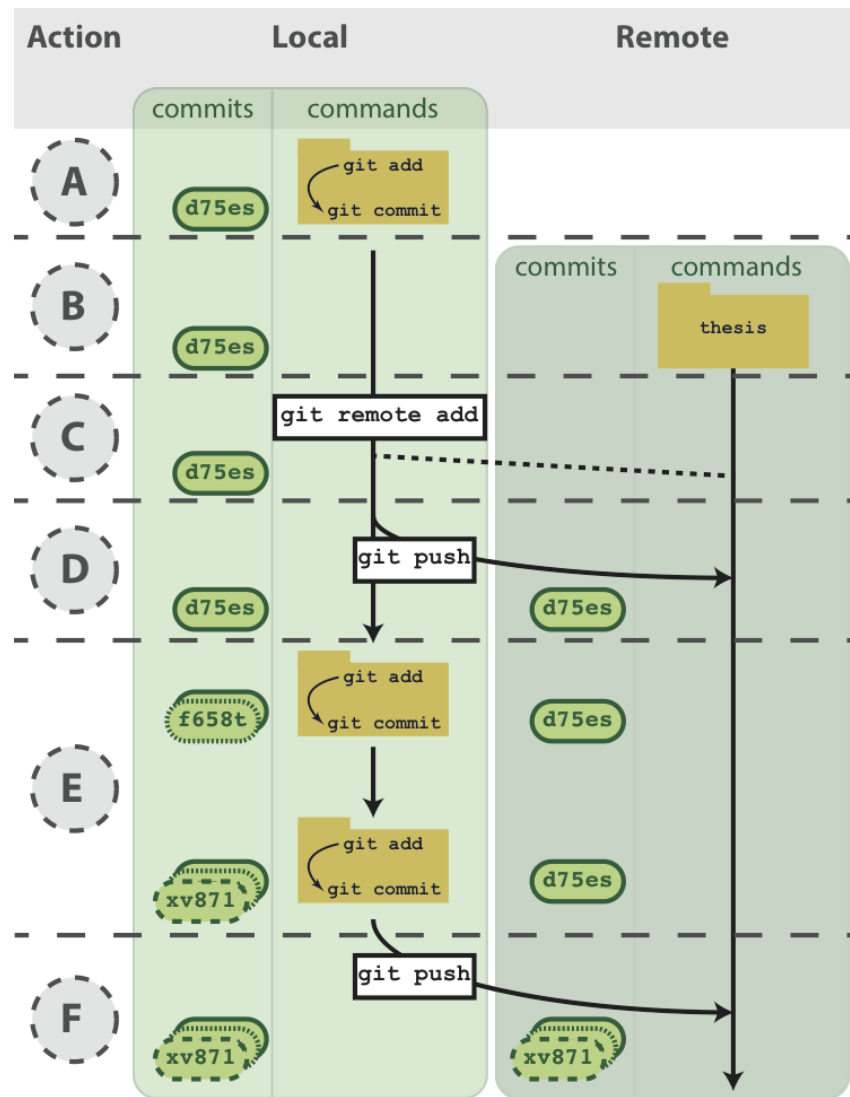 Action Local Remote
commits commands
A
git add
d75es git commit
commits commands
B
thesis
d75es
git remote add
C
d75es
git push
D
d75es d75es
git add
f658t git commit d75es
E
git add
xv871 git commit d75es
git push
F
xv871 xv871